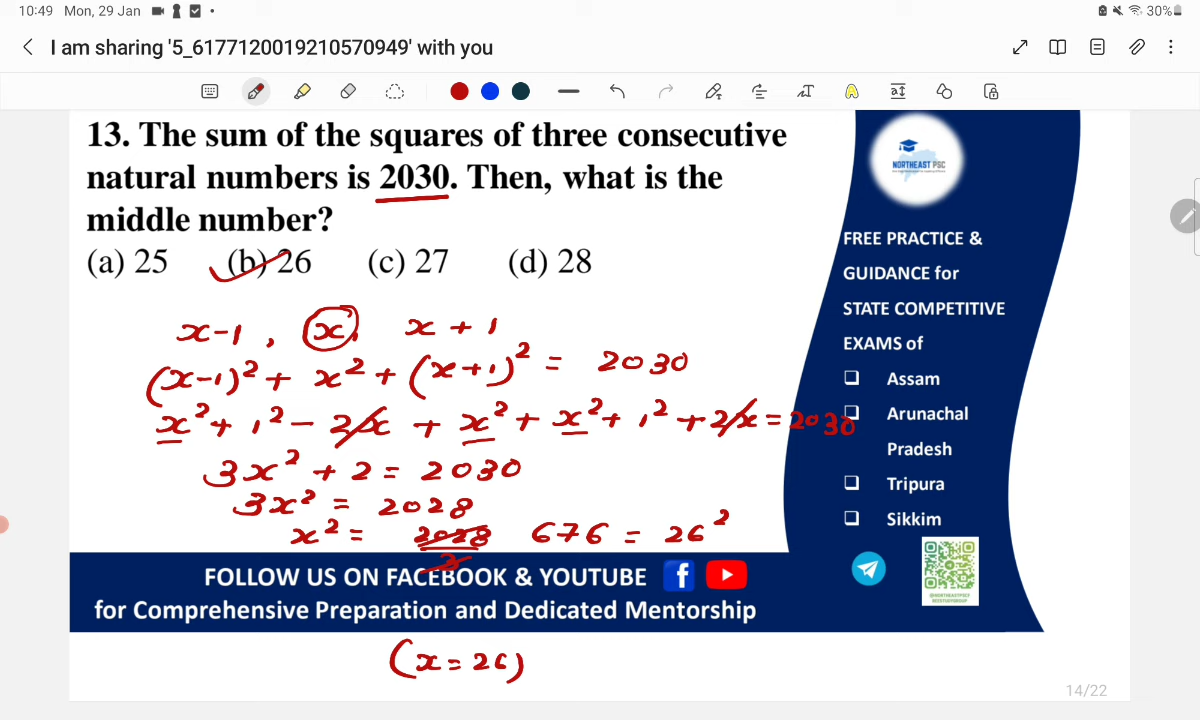 10:49 Mon, 29 Jan
30%
I am sharing '5_6177120019210570949' with you
13. The sum of the squares of three consecutive
natural numbers is 2030. Then, what is the
middle number?
(a) 25 (b) 26 (c) 27 (d) 28
x-1, x, x + 1
(x-1)² + x² + (x+1)² = 2030
x² + 1² - 2x + x² + x² + 1² + 2x = 2030
3x² + 2 = 2030
3x² = 2028
x² = 2028/3 676 = 26²
(x = 26)
NORTHEAST PSC
FREE PRACTICE &
GUIDANCE for
STATE COMPETITIVE
EXAMS of
Assam
Arunachal
Pradesh
Tripura
Sikkim
FOLLOW US ON FACEBOOK & YOUTUBE
for Comprehensive Preparation and Dedicated Mentorship
14/22